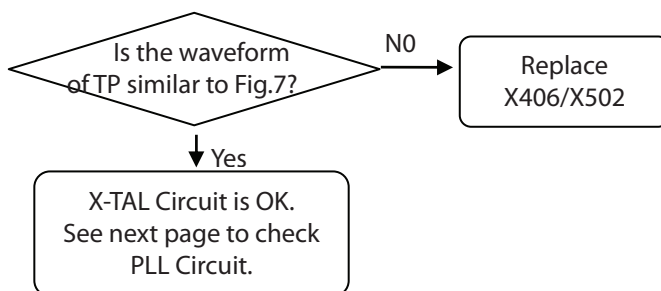 Is the waveform
of TP similar to Fig.7?
N0
Replace
X406/X502
Yes
X-TAL Circuit is OK.
See next page to check
PLL Circuit.